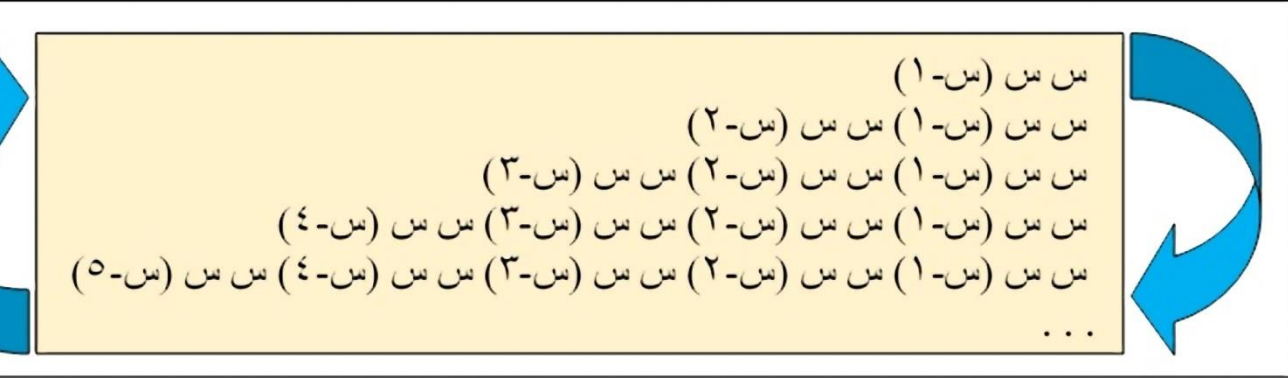 س س (س-١)
س س (س-١) س س (س-٢)
س س (س-١) س س (س-٢) س س (س-٣)
س س (س-١) س س (س-٢) س س (س-٣) س س (س-٤)
س س (س-١) س س (س-٢) س س (س-٣) س س (س-٤) س س (س-٥)
. . .